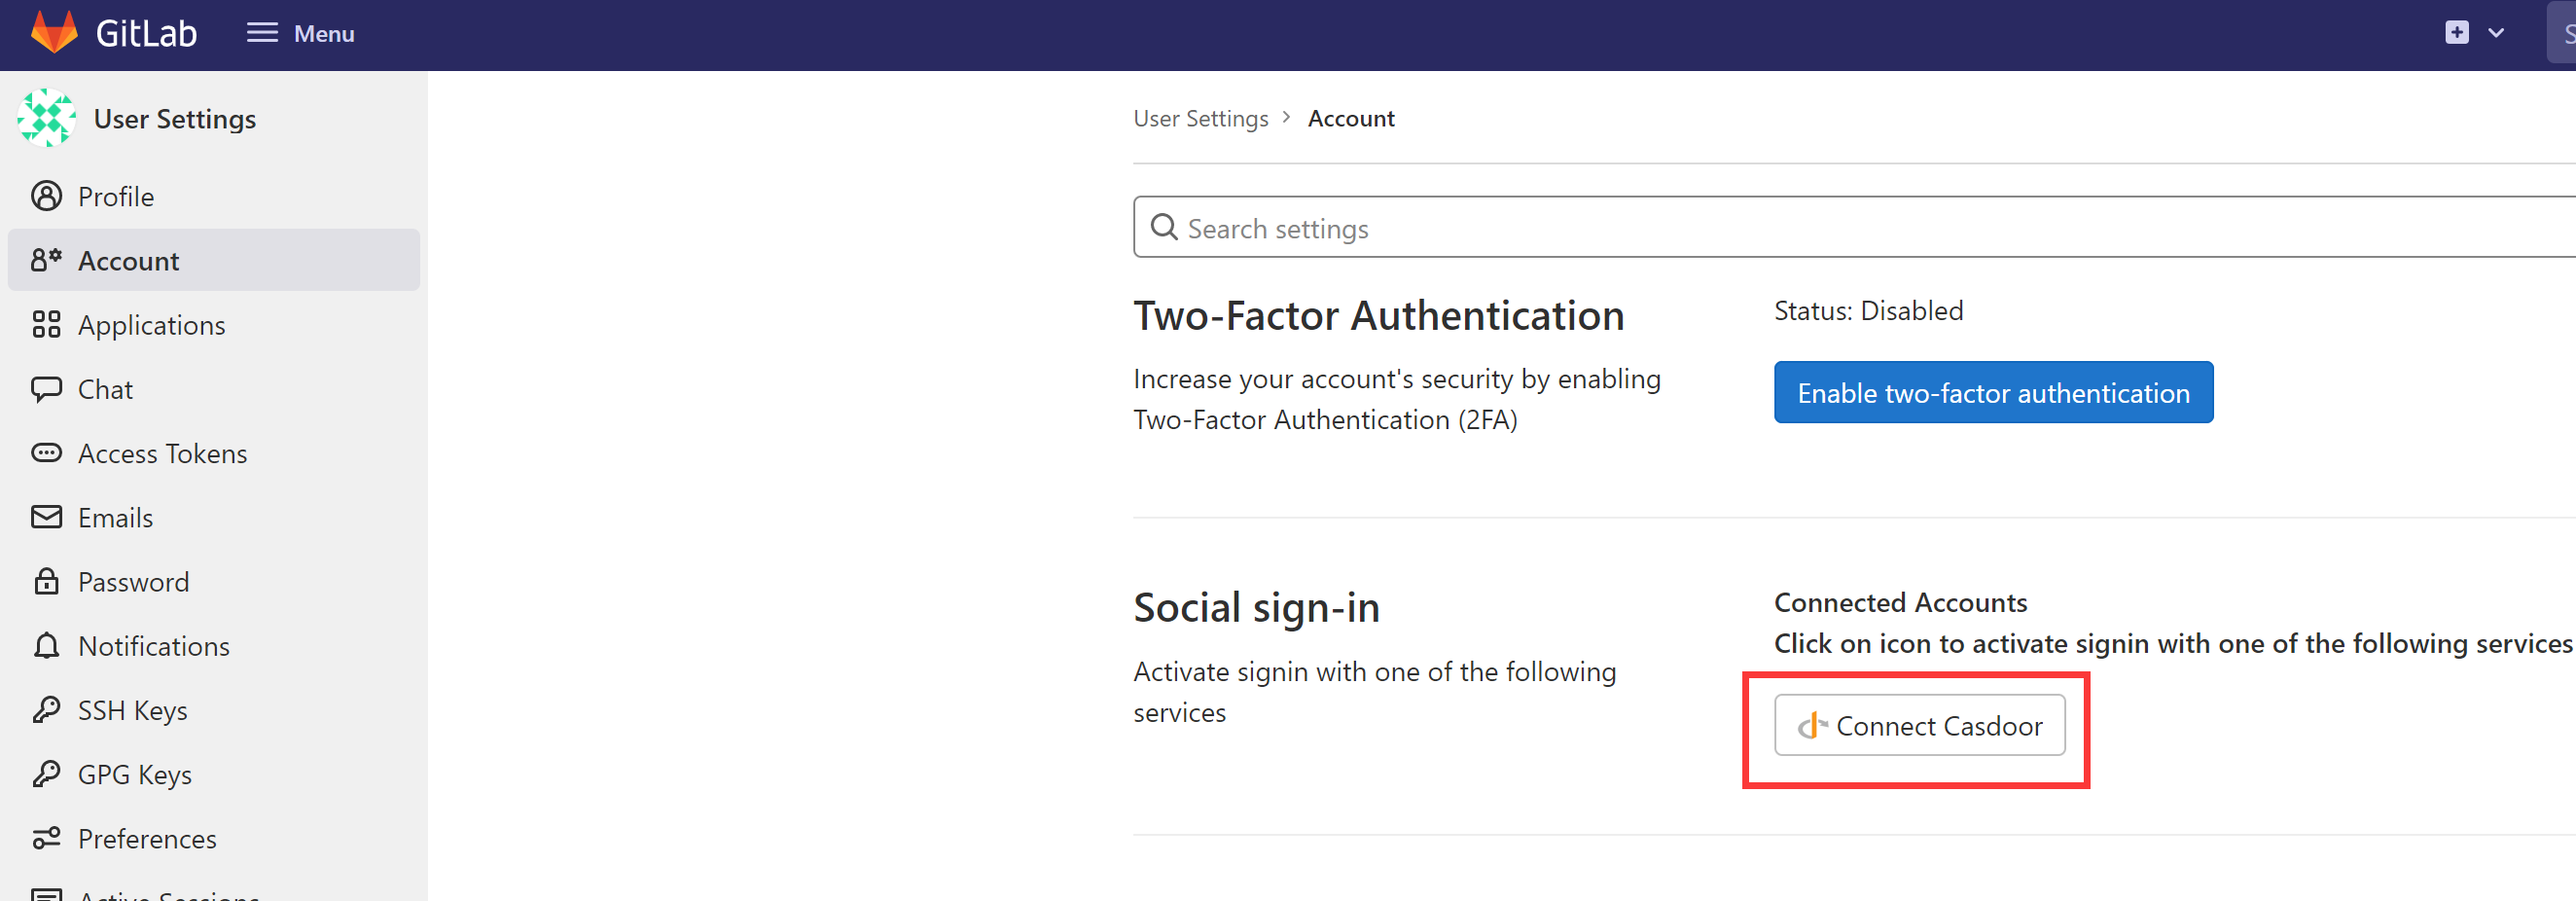 GitLab
Menu
User Settings
Profile
Account
Applications
Chat
Access Tokens
Emails
Password
Notifications
SSH Keys
GPG Keys
Preferences
Active Sessions
User Settings > Account
Search settings
Two-Factor Authentication
Increase your account's security by enabling
Two-Factor Authentication (2FA)
Status: Disabled
Enable two-factor authentication
Social sign-in
Activate signin with one of the following
services
Connected Accounts
Click on icon to activate signin with one of the following services
Connect Casdoor